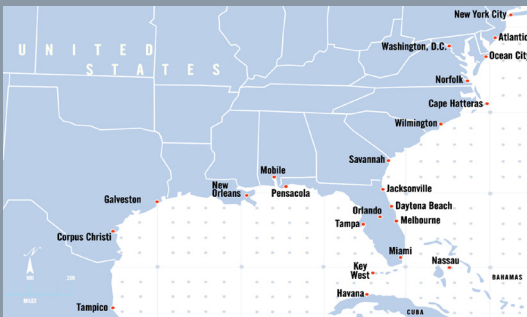 New York City
Atlantic
Washington, D.C.
Ocean City
UNITED
STATES
Norfolk
Cape Hatteras
Wilmington
Savannah
Mobile
New
Orleans
Pensacola
Jacksonville
Galveston
Daytona Beach
Orlando
Melbourne
Tampa
Corpus Christi
Miami
Nassau
Key
West
BAHAMAS
Havana
Tampico
CUBA
MILES